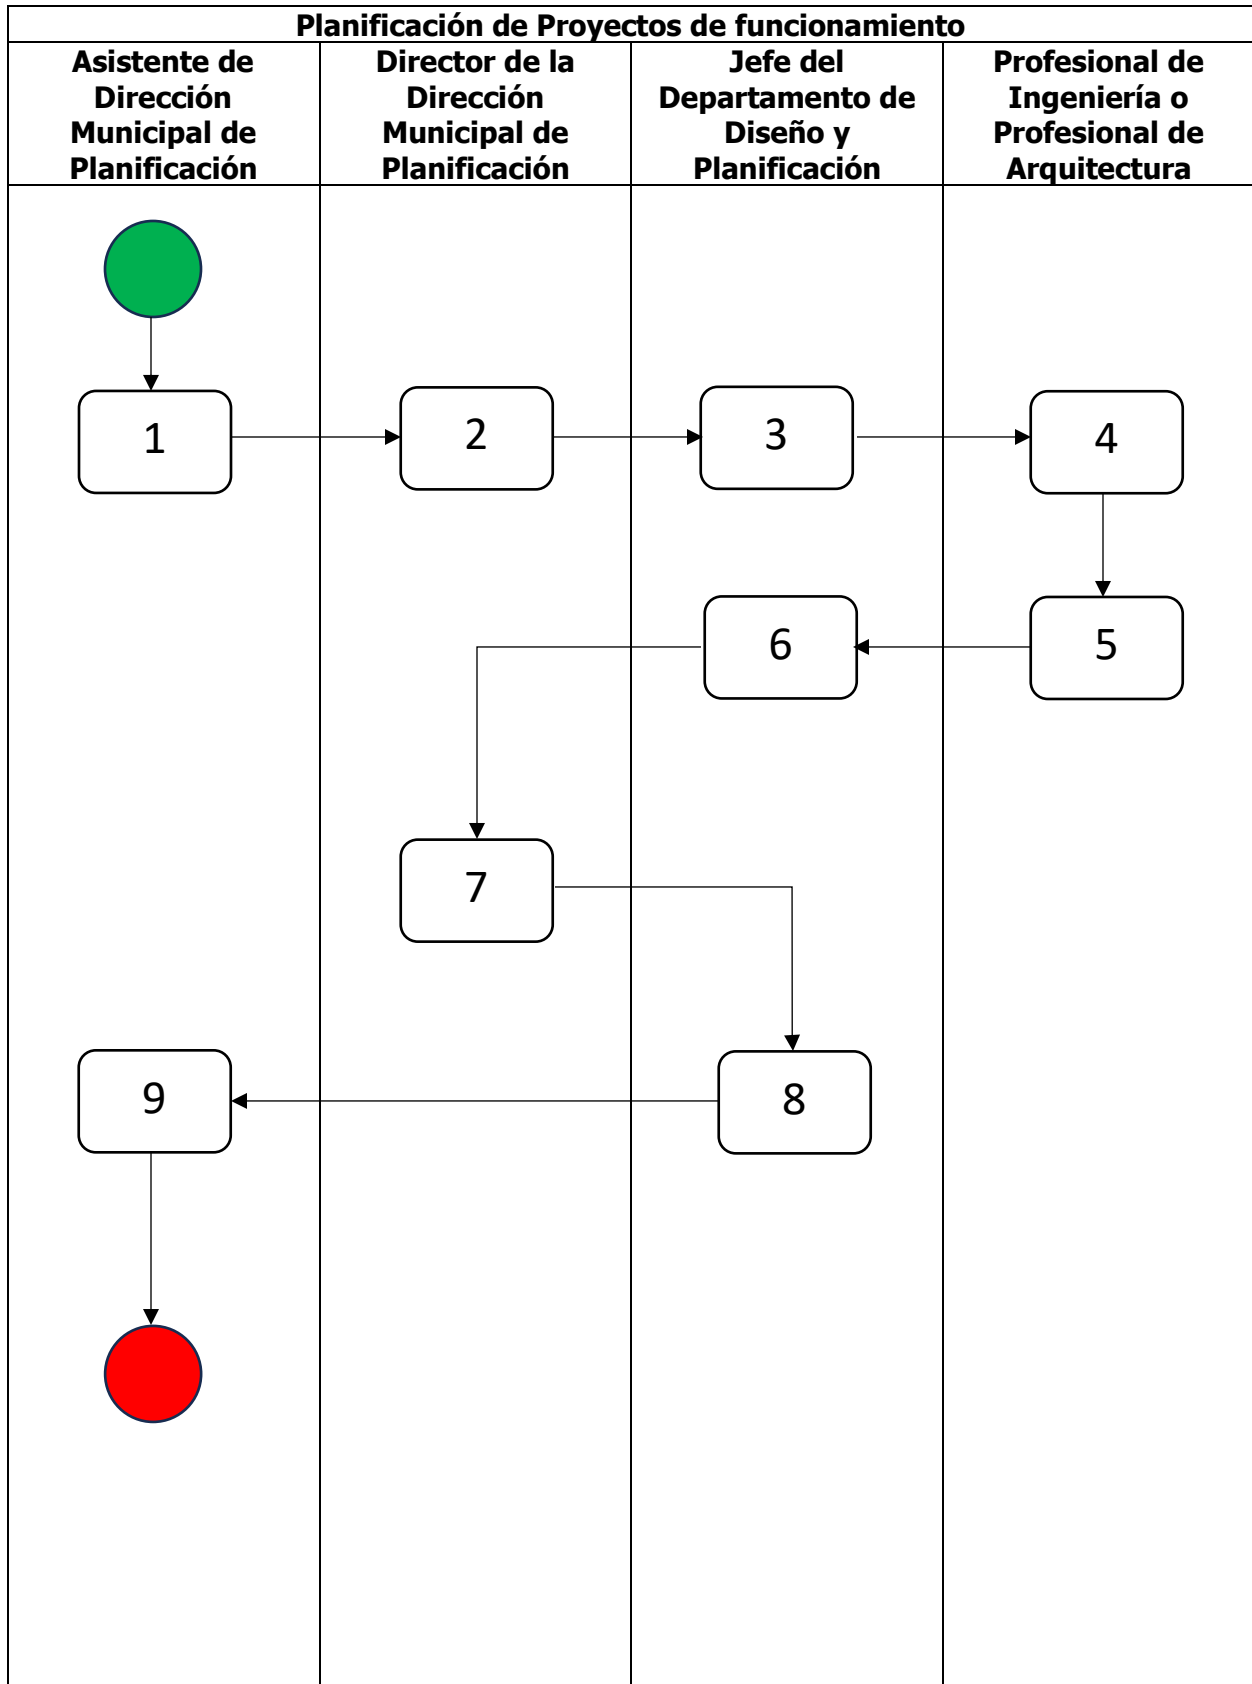 Planificación de Proyectos de funcionamiento
Asistente de
Dirección
Municipal de
Planificación
Director de la
Dirección
Municipal de
Planificación
Jefe del
Departamento de
Diseño y
Planificación
Profesional de
Ingeniería o
Profesional de
Arquitectura
1
2
3
4
6
5
7
9
8